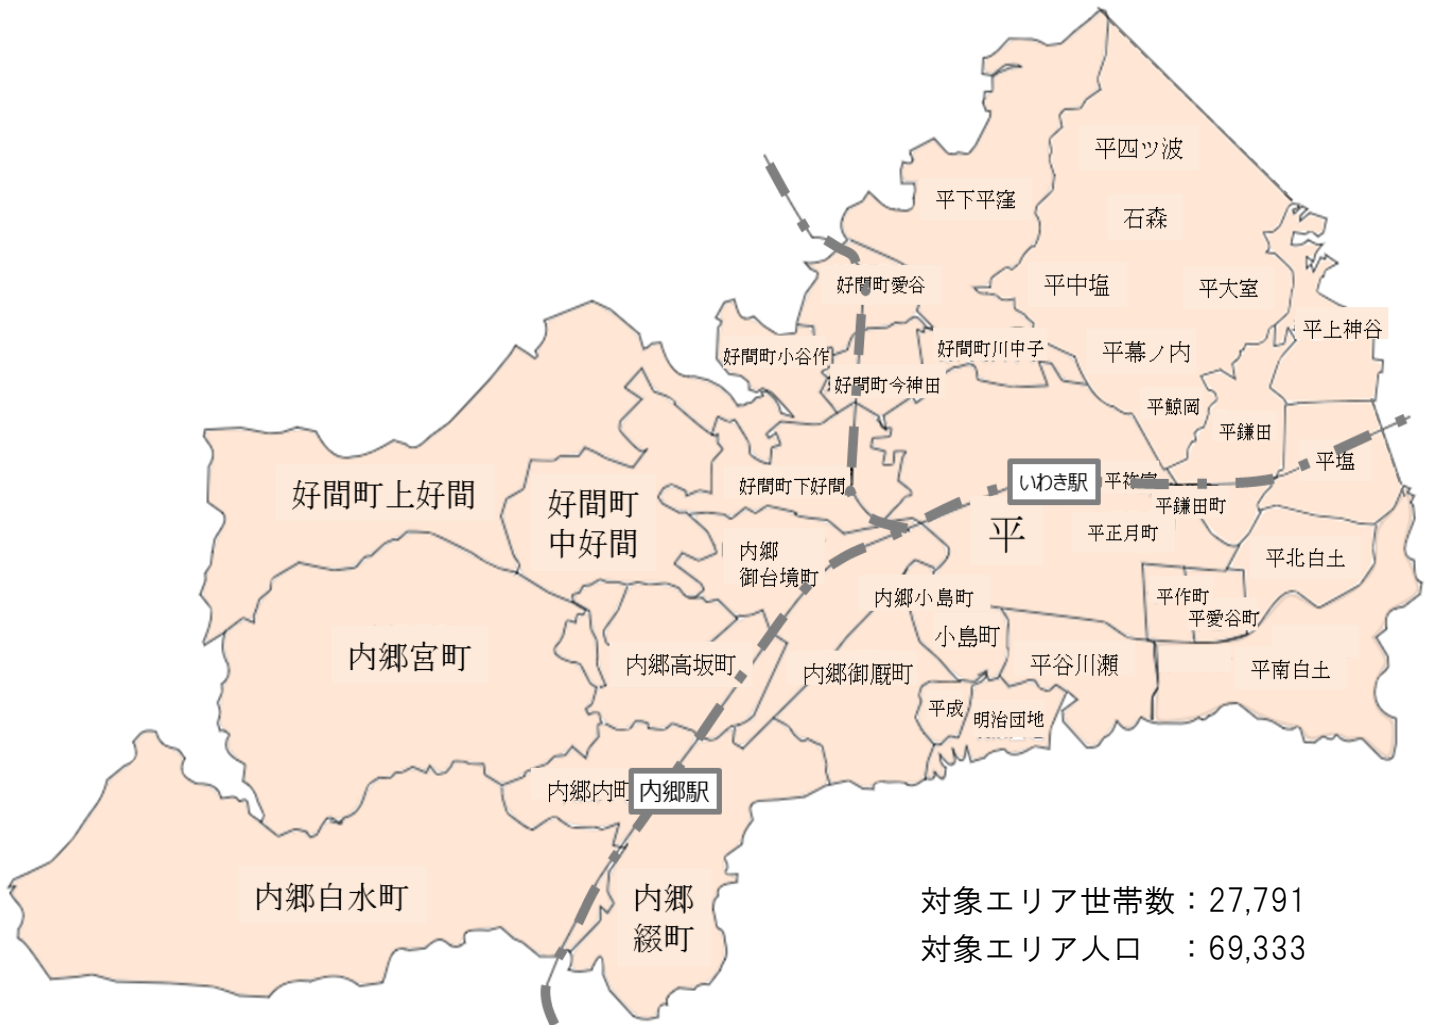 平四ツ波
平下平窪
石森
好間町愛谷
平中塩
平大室
平上神谷
好間町小谷作
好間町川中子
平幕ノ内
好間町今神田
平鯨岡
平鎌田
平塩
好間町上好間
好間町
中好間
好間町下好間
いわき駅
平鎌田町
平
平正月町
内郷
御台境町
平北白土
内郷小島町
平作町
平愛谷町
小島町
内郷宮町
内郷高坂町
内郷御厩町
平谷川瀬
平南白土
平成
明治団地
内郷内町
内郷駅
内郷白水町
内郷
綴町
対象エリア世帯数：27,791
対象エリア人口　：69,333